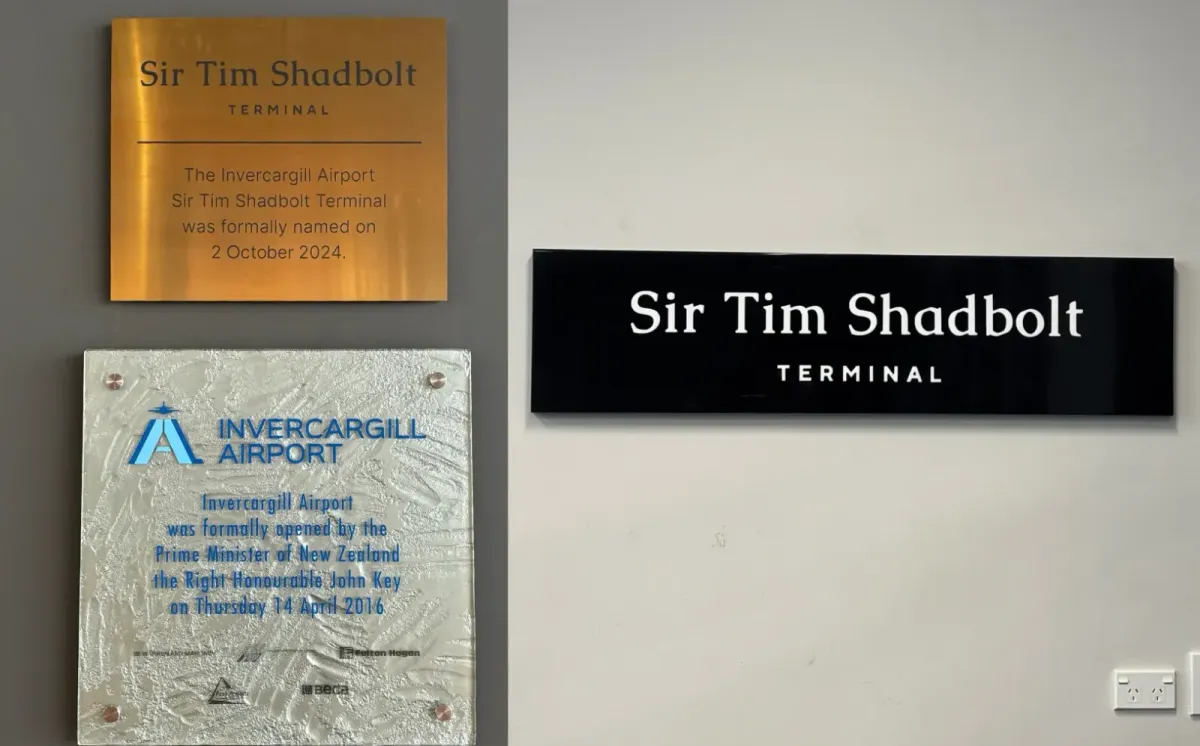 Sir Tim Shadbolt
TERMINAL
The Invercargill Airport
Sir Tim Shadbolt Terminal
was formally named on
2 October 2024.
INVERCARGILL
AIRPORT
Invercargill Airport
was formally opened by the
Prime Minister of New Zealand
the Right Honourable John Key
on Thursday 14 April 2016
Fulton Hogan
Beca
Sir Tim Shadbolt
TERMINAL